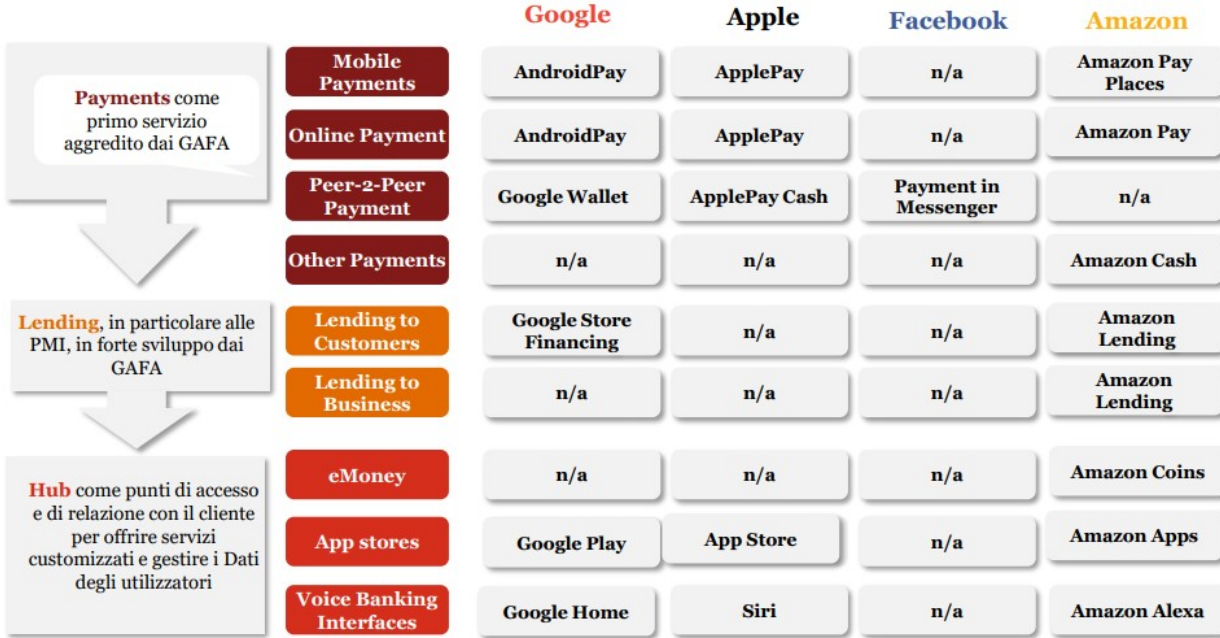 Google Apple Facebook Amazon
Payments come
primo servizio
aggredito dai GAFA
Mobile
Payments
AndroidPay
ApplePay
n/a
Amazon Pay
Places
Online Payment
AndroidPay
ApplePay
n/a
Amazon Pay
Peer-2-Peer
Payment
Google Wallet
ApplePay Cash
Payment in
Messenger
n/a
Other Payments
n/a
n/a
n/a
Amazon Cash
Lending, in particolare alle
PMI, in forte sviluppo dai
GAFA
Lending to
Customers
Google Store
Financing
n/a
n/a
Amazon
Lending
Lending to
Business
n/a
n/a
n/a
Amazon
Lending
Hub come punti di accesso
e di relazione con il cliente
per offrire servizi
customizzati e gestire i Dati
degli utilizzatori
eMoney
n/a
n/a
n/a
Amazon Coins
App stores
Google Play
App Store
n/a
Amazon Apps
Voice Banking
Interfaces
Google Home
Siri
n/a
Amazon Alexa